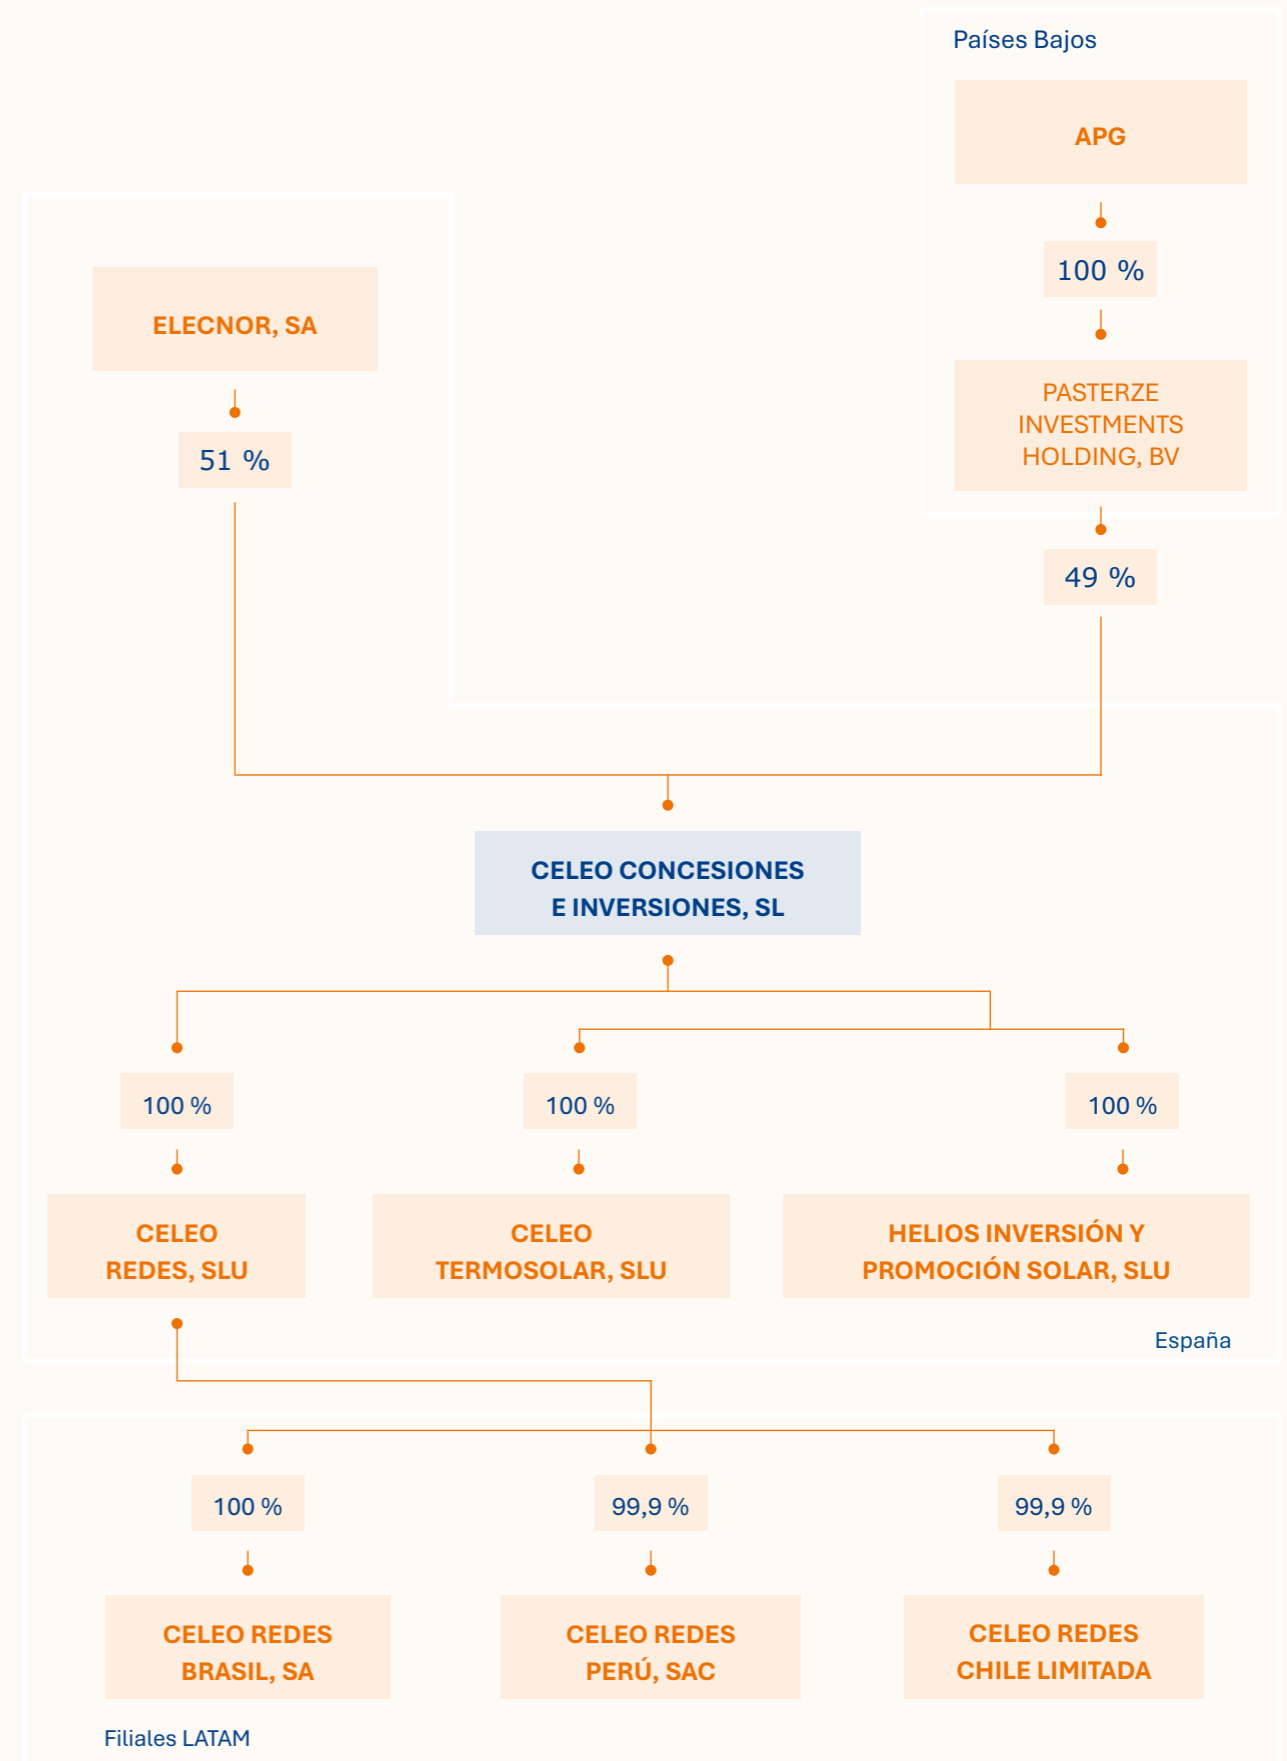 Países Bajos
APG
100 %
PASTERZE
INVESTMENTS
HOLDING, BV
49 %
ELECNOR, SA
51 %
CELEO CONCESIONES
E INVERSIONES, SL
100 %
100 %
100 %
CELEO
REDES, SLU
CELEO
TERMOSOLAR, SLU
HELIOS INVERSIÓN Y
PROMOCIÓN SOLAR, SLU
España
100 %
99,9 %
99,9 %
CELEO REDES
BRASIL, SA
CELEO REDES
PERÚ, SAC
CELEO REDES
CHILE LIMITADA
Filiales LATAM